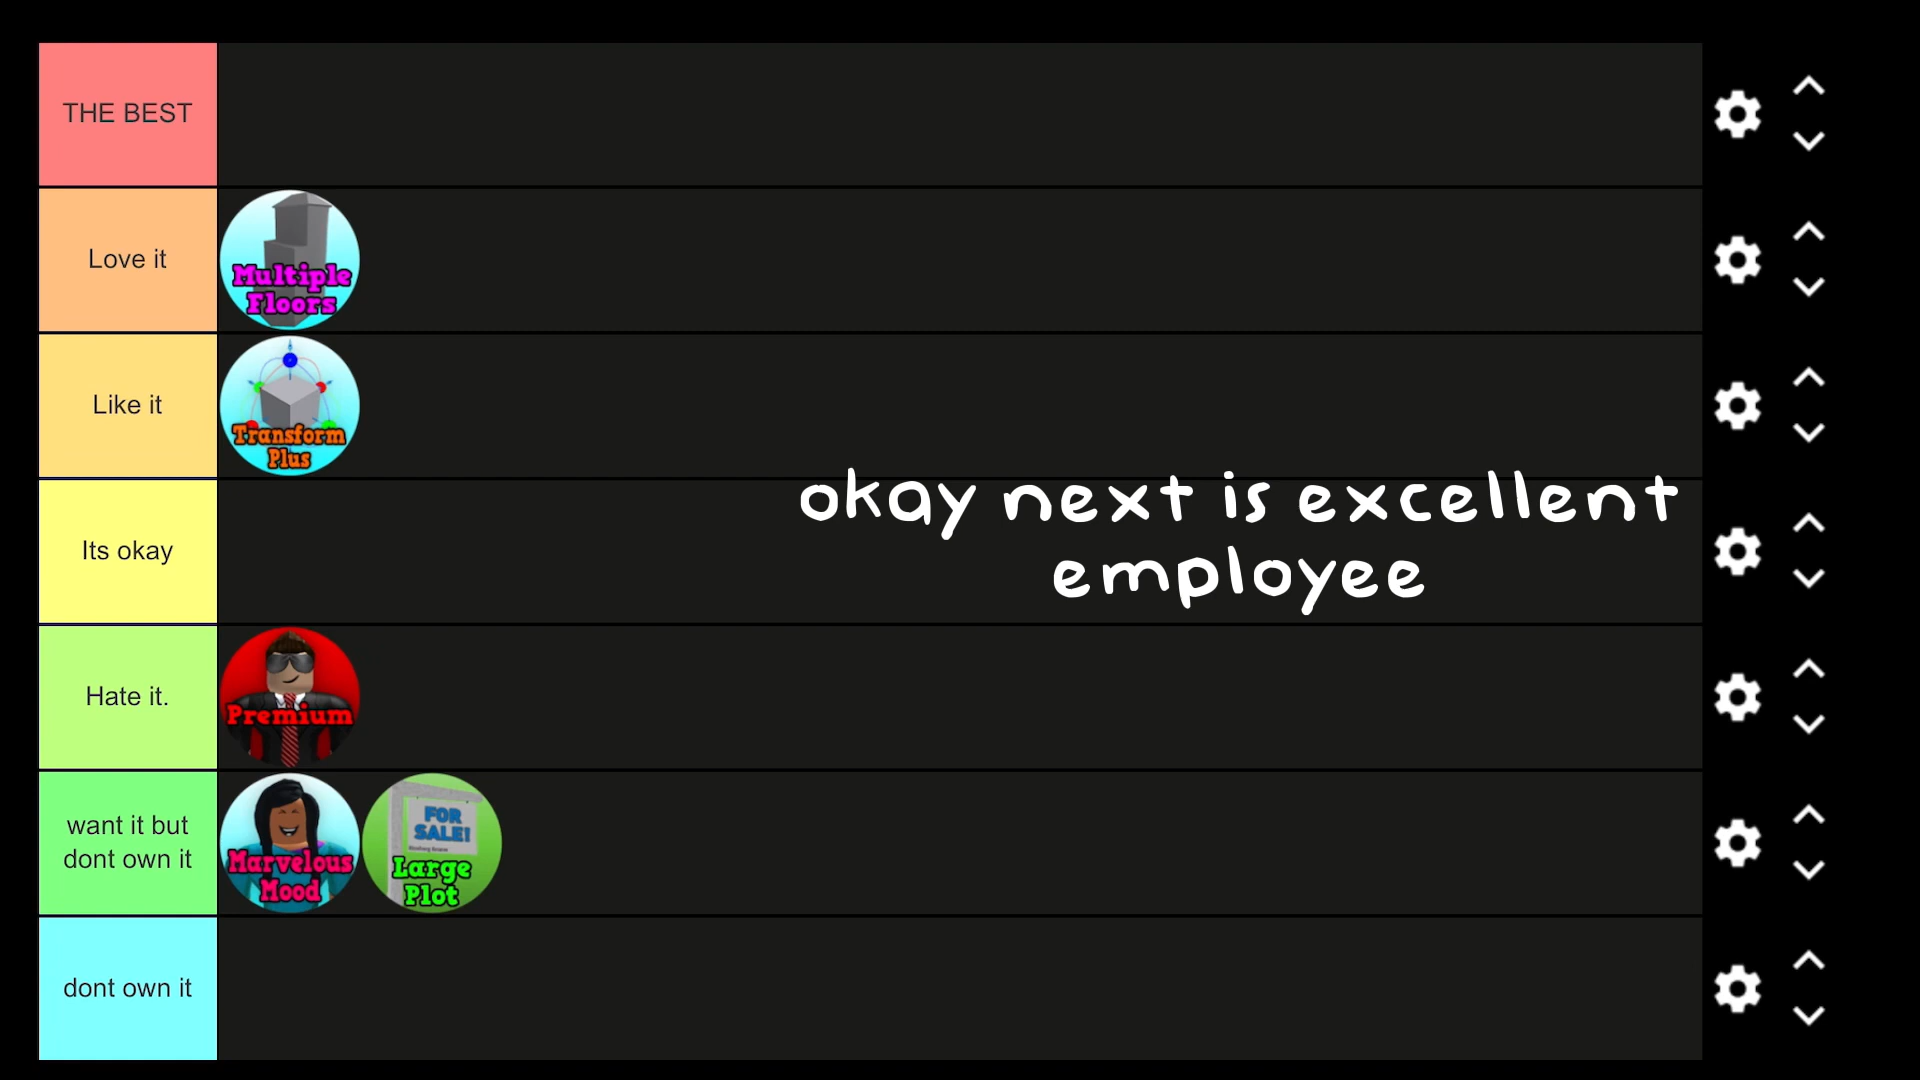 THE BEST
Love it
Multiple
Floors
Like it
Transform
Plus
okay next is excellent
employee
Its okay
Hate it.
Premium
want it but
dont own it
Marvelous
Mood
FOR
SALE!
Large
Plot
dont own it